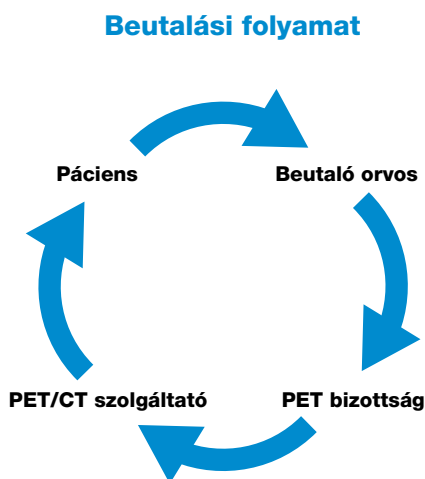 Beutalási folyamat
Páciens
Beutaló orvos
PET/CT szolgáltató
PET bizottság